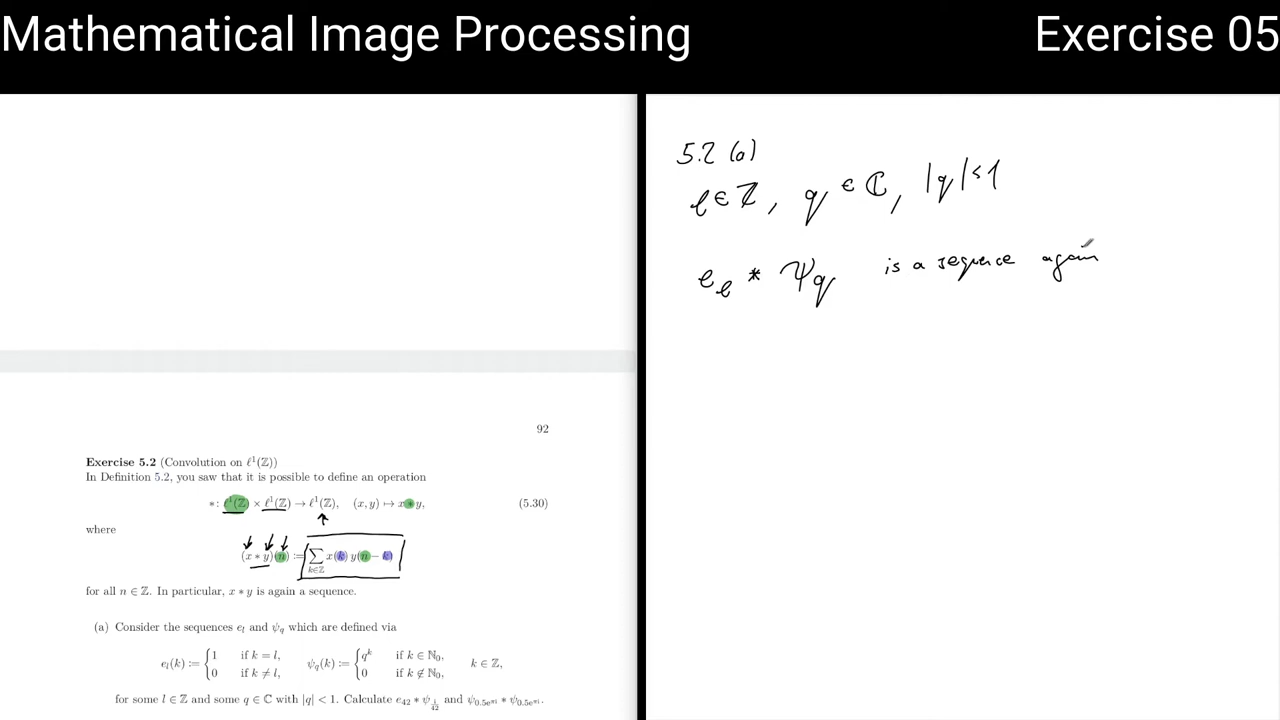 Mathematical Image Processing Exercise 05
92
Exercise 5.2 (Convolution on ℓ¹(ℤ))
In Definition 5.2, you saw that it is possible to define an operation
∗: ℓ¹(ℤ) × ℓ¹(ℤ) → ℓ¹(ℤ), (x, y) ↦ x ∗ y, (5.30)
where
(x ∗ y)(n) := ∑_{k∈ℤ} x(k) y(n − k)
for all n ∈ ℤ. In particular, x ∗ y is again a sequence.
(a) Consider the sequences e_l and ψ_q which are defined via
e_l(k) := { 1 if k = l, 0 if k ≠ l, ψ_q(k) := { q^k if k ∈ ℕ₀, 0 if k ∉ ℕ₀, k ∈ ℤ,
for some l ∈ ℤ and some q ∈ ℂ with |q| < 1. Calculate e_{42} ∗ ψ_{1/42} and ψ_{0.5e^{πi}} ∗ ψ_{0.5e^{πi}}.
5.2 (a)
ℓ ∈ ℤ, q ∈ ℂ, |q| < 1
e_ℓ * ψ_q is a sequence again